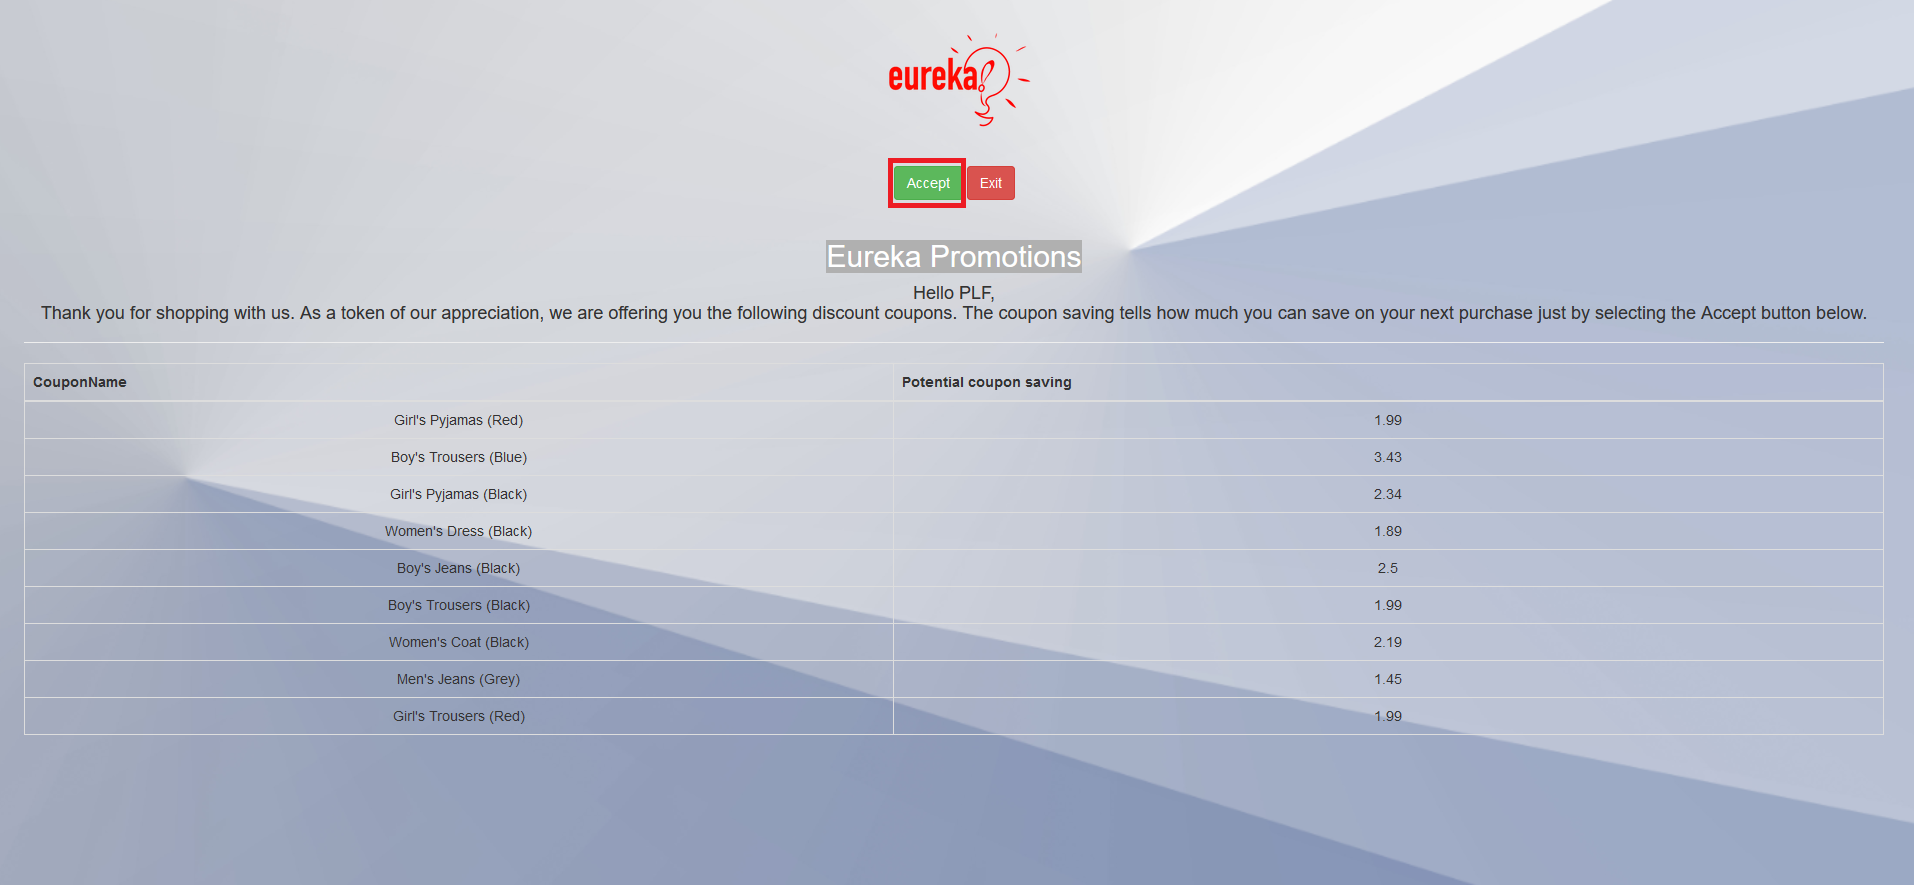 eureka
Accept Exit
Eureka Promotions
Hello PLF,
Thank you for shopping with us. As a token of our appreciation, we are offering you the following discount coupons. The coupon saving tells how much you can save on your next purchase just by selecting the Accept button below.
CouponName Potential coupon saving
Girl's Pyjamas (Red) 1.99
Boy's Trousers (Blue) 3.43
Girl's Pyjamas (Black) 2.34
Women's Dress (Black) 1.89
Boy's Jeans (Black) 2.5
Boy's Trousers (Black) 1.99
Women's Coat (Black) 2.19
Men's Jeans (Grey) 1.45
Girl's Trousers (Red) 1.99